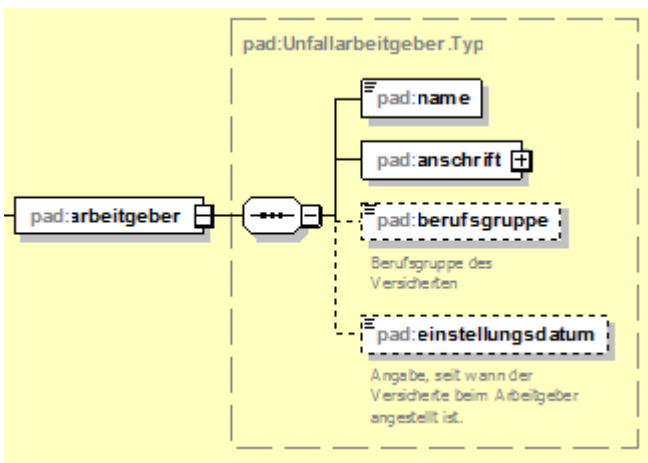 pad:Unfallarbeitgeber.Typ
pad:name
pad:anschrift
pad:arbeitgeber
pad:berufsgruppe
Berufsgruppe des
Versicherten
pad:einstellungsdatum
Angabe, seit wann der
Versicherte beim Arbeitgeber
angestellt ist.